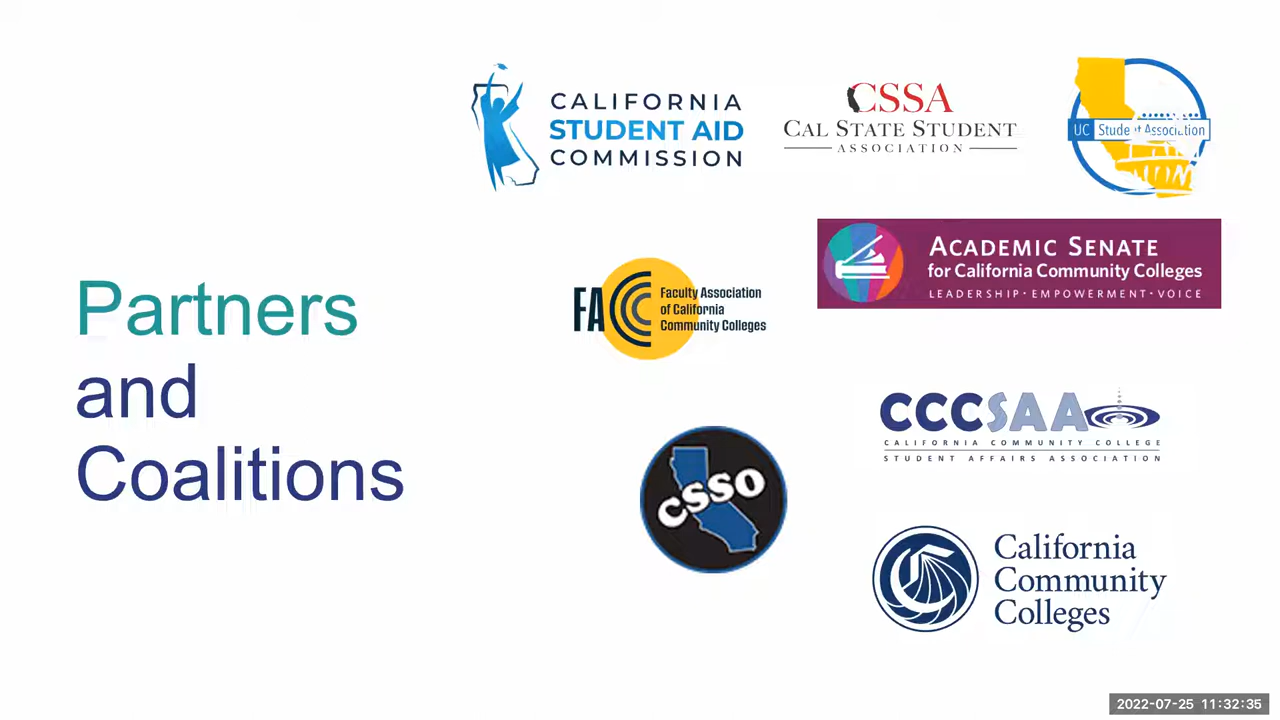 Partners
and
Coalitions
CALIFORNIA
STUDENT AID
COMMISSION
CSSA
CAL STATE STUDENT
ASSOCIATION
UC Student Association
FACCC
Faculty Association
of California
Community Colleges
ACADEMIC SENATE
for California Community Colleges
LEADERSHIP · EMPOWERMENT · VOICE
CSSO
CCCSAA
CALIFORNIA COMMUNITY COLLEGE
STUDENT AFFAIRS ASSOCIATION
California
Community
Colleges
2022-07-25 11:32:35